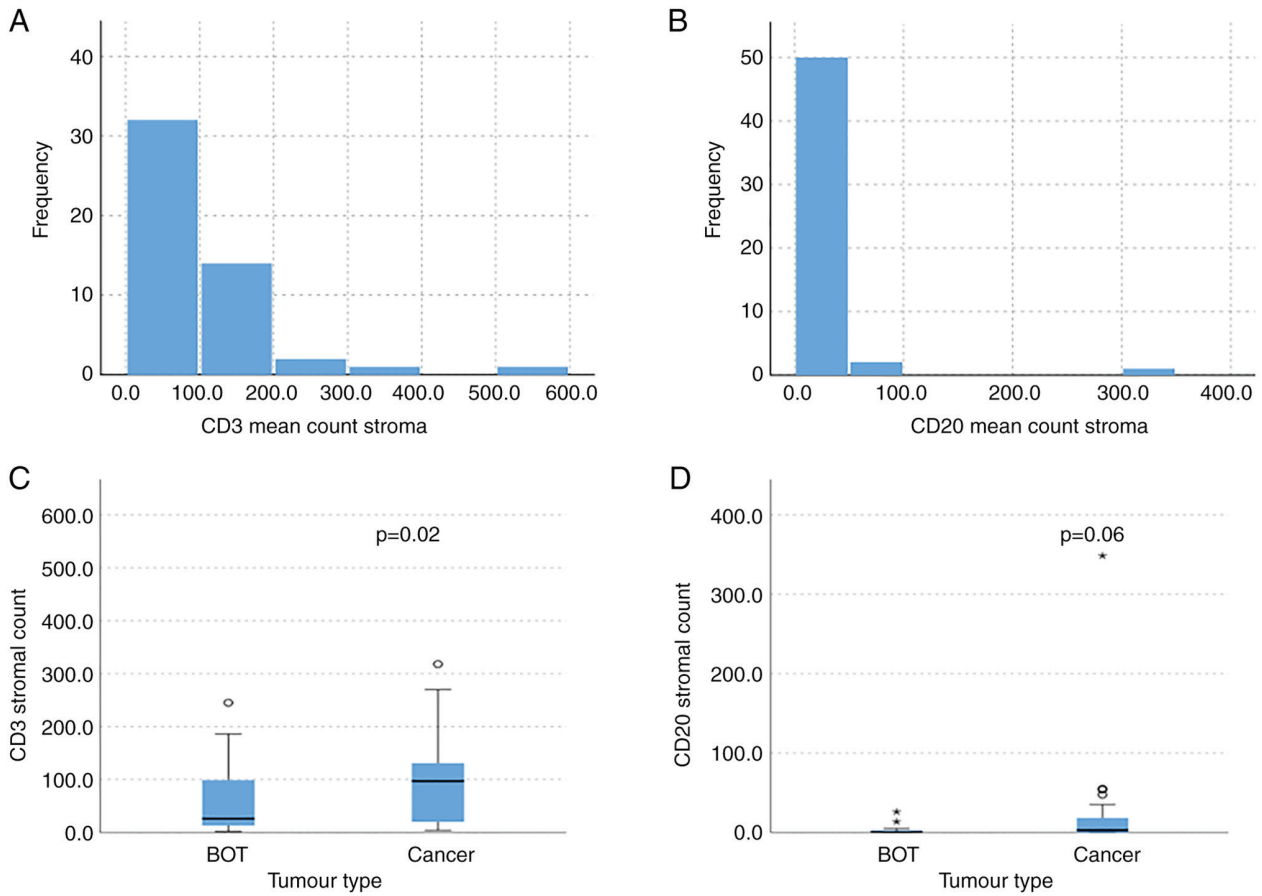 A
40
30
20
10
0
Frequency
0.0 100.0 200.0 300.0 400.0 500.0 600.0
CD3 mean count stroma
B
50
40
30
20
10
0
Frequency
0.0 100.0 200.0 300.0 400.0
CD20 mean count stroma
C
600.0
500.0
400.0
300.0
200.0
100.0
0.0
CD3 stromal count
p=0.02
BOT Cancer
Tumour type
D
400.0
300.0
200.0
100.0
0.0
CD20 stromal count
p=0.06
BOT Cancer
Tumour type